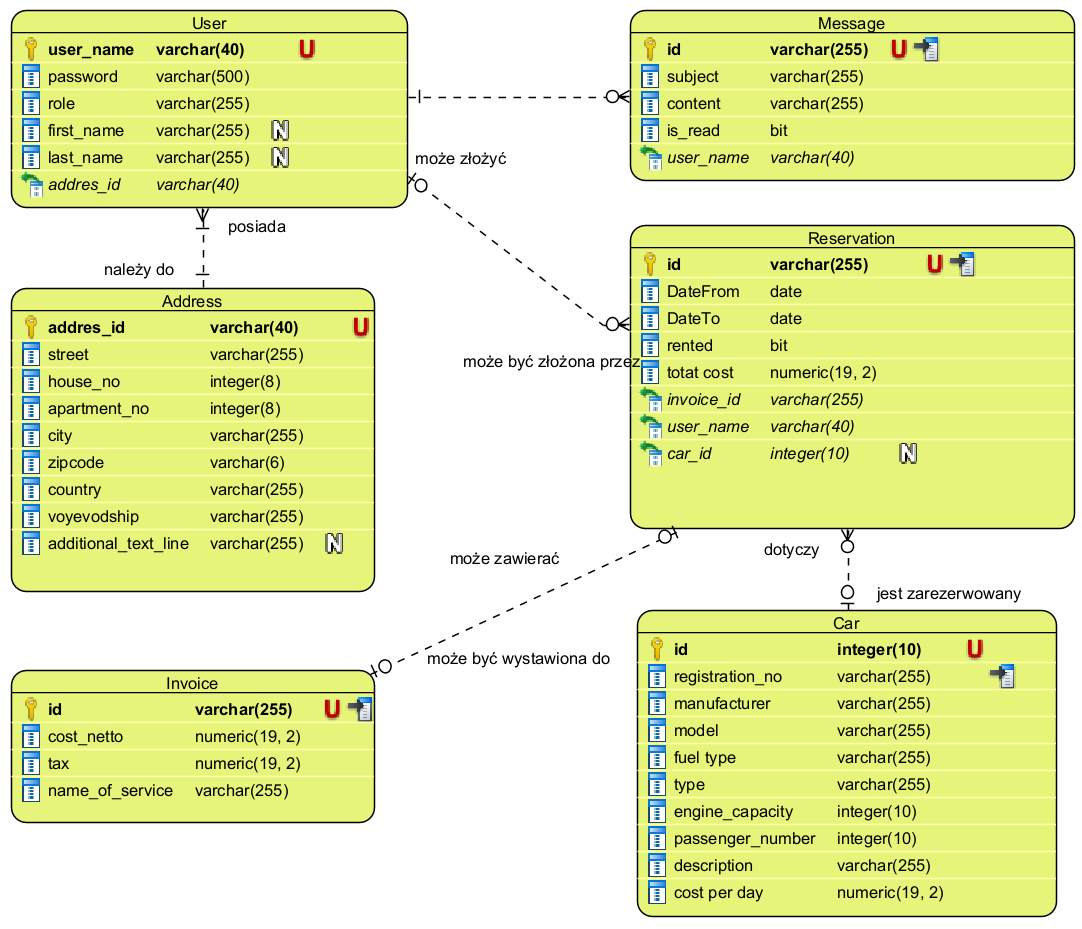 User
user_name varchar(40) U
password varchar(500)
role varchar(255)
first_name varchar(255) N
last_name varchar(255) N
addres_id varchar(40)
Message
id varchar(255) U
subject varchar(255)
content varchar(255)
is_read bit
user_name varchar(40)
może złożyć
posiada
należy do
może być złożona przez
Address
addres_id varchar(40) U
street varchar(255)
house_no integer(8)
apartment_no integer(8)
city varchar(255)
zipcode varchar(6)
country varchar(255)
voyevodship varchar(255)
additional_text_line varchar(255) N
Reservation
id varchar(255) U
DateFrom date
DateTo date
rented bit
totat cost numeric(19, 2)
invoice_id varchar(255)
user_name varchar(40)
car_id integer(10) N
może zawierać
dotyczy
jest zarezerwowany
może być wystawiona do
Invoice
id varchar(255) U
cost_netto numeric(19, 2)
tax numeric(19, 2)
name_of_service varchar(255)
Car
id integer(10) U
registration_no varchar(255)
manufacturer varchar(255)
model varchar(255)
fuel type varchar(255)
type varchar(255)
engine_capacity integer(10)
passenger_number integer(10)
description varchar(255)
cost per day numeric(19, 2)